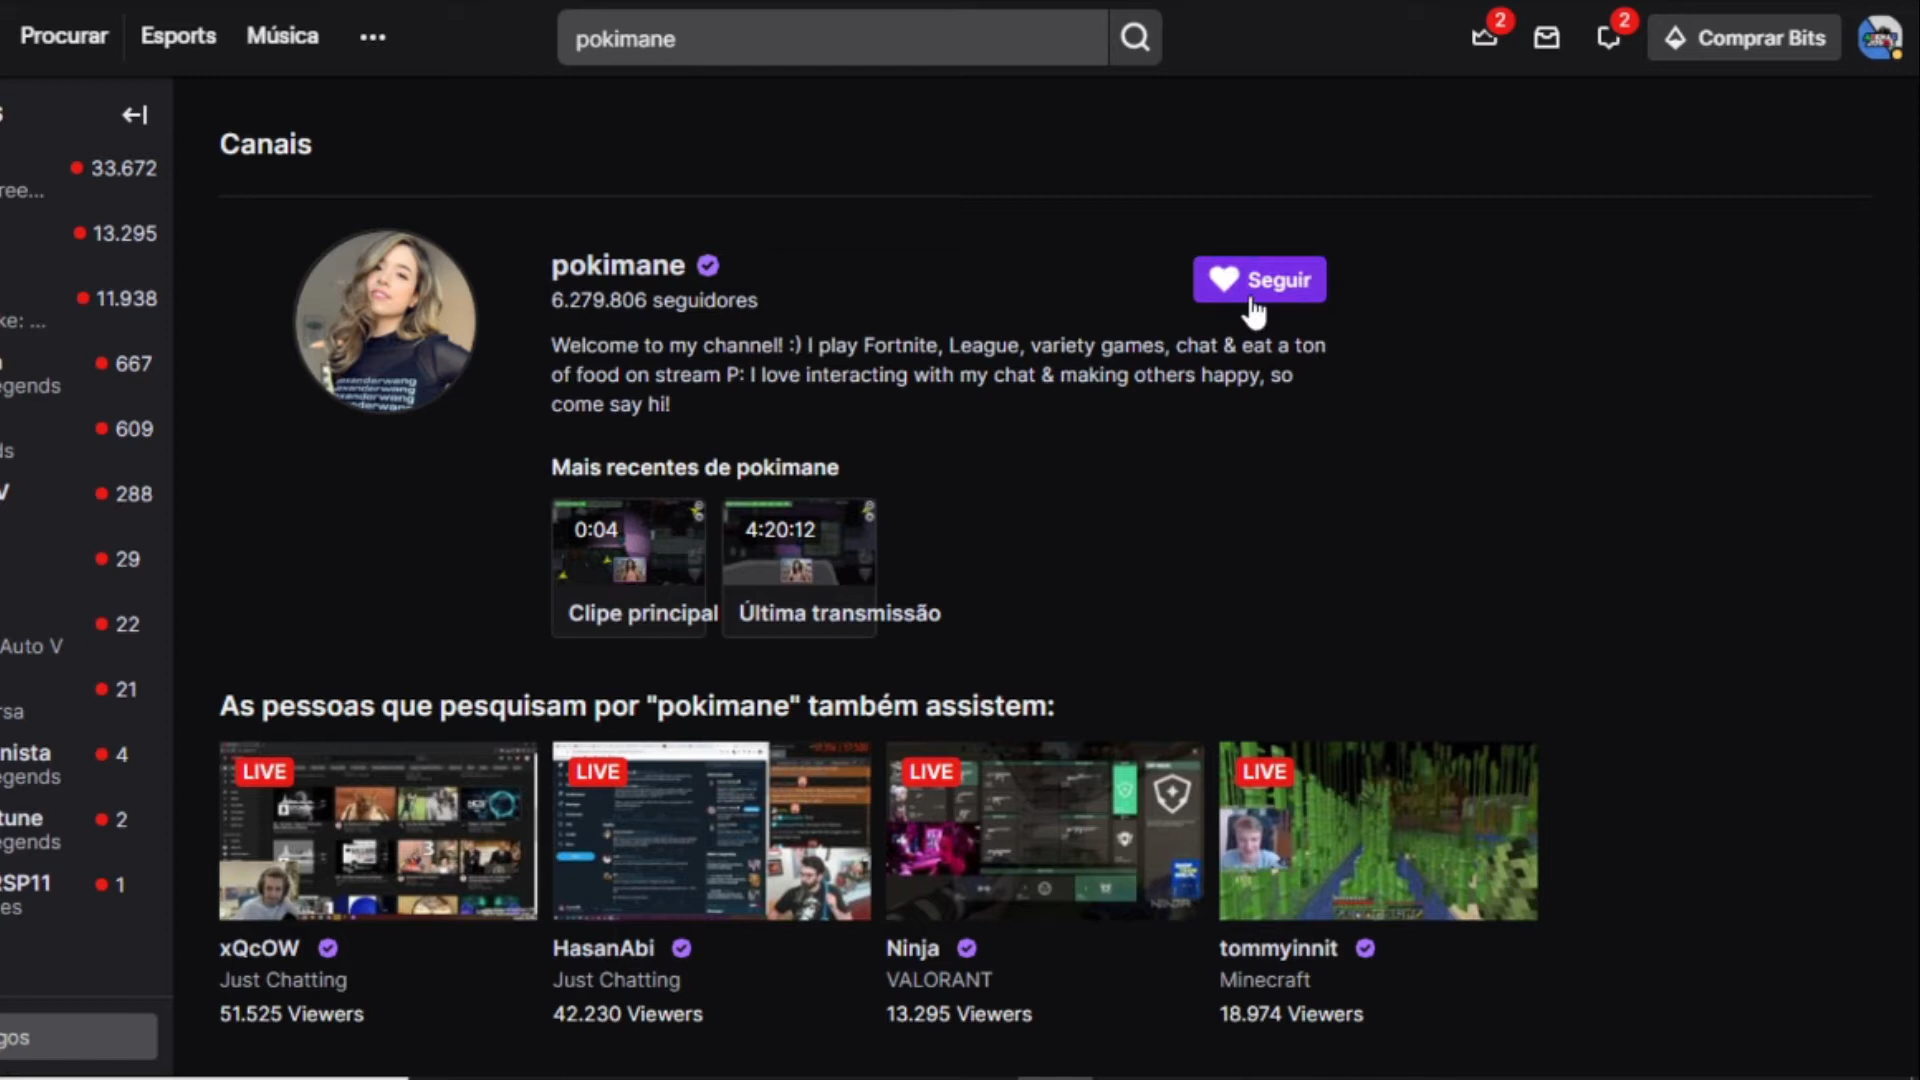 Procurar
Esports
Música
pokimane
2
2
Comprar Bits
33.672
ree...
13.295
11.938
ke: ...
667
egends
609
ds
V
288
29
22
Auto V
21
rsa
nista
4
egends
tune
2
egends
RSP11
1
es
gos
Canais
pokimane
6.279.806 seguidores
Seguir
Welcome to my channel! :) I play Fortnite, League, variety games, chat & eat a ton
of food on stream P: I love interacting with my chat & making others happy, so
come say hi!
Mais recentes de pokimane
0:04
4:20:12
Clipe principal
Última transmissão
As pessoas que pesquisam por "pokimane" também assistem:
LIVE
LIVE
LIVE
LIVE
xQcOW
HasanAbi
Ninja
tommyinnit
Just Chatting
Just Chatting
VALORANT
Minecraft
51.525 Viewers
42.230 Viewers
13.295 Viewers
18.974 Viewers